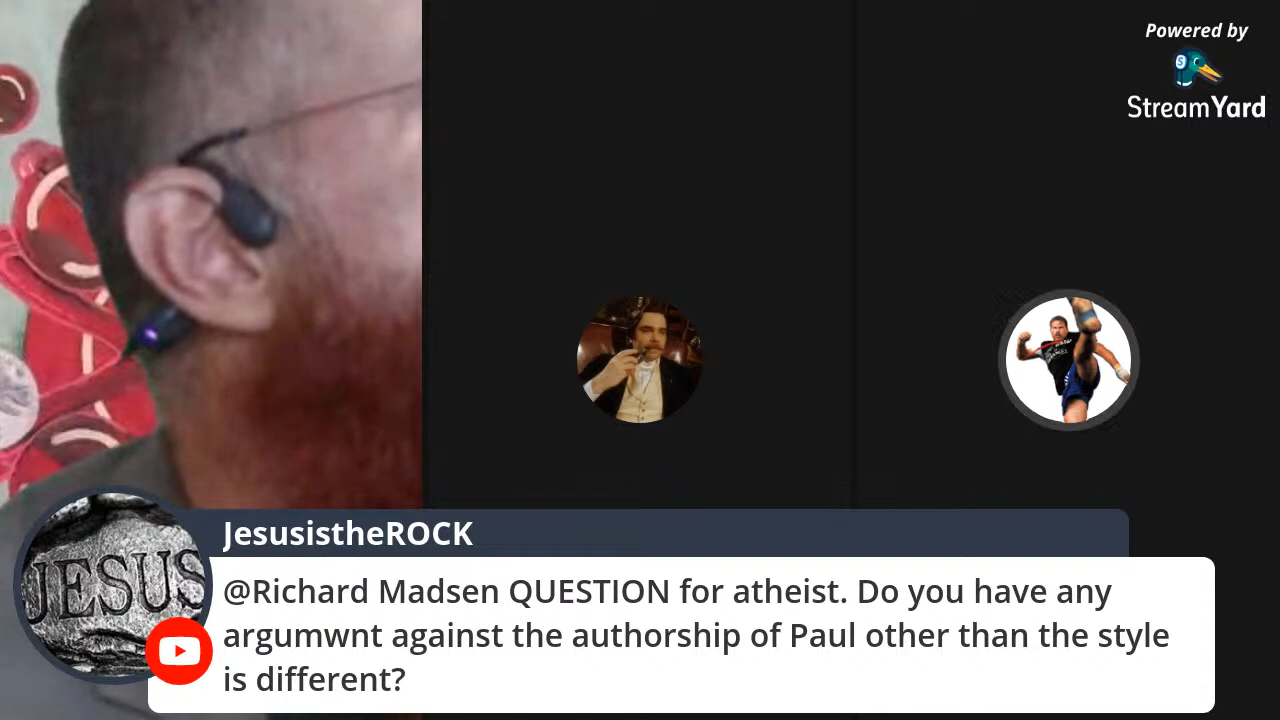 Powered by
StreamYard
JESUS
JesusistheROCK
@Richard Madsen QUESTION for atheist. Do you have any
argumwnt against the authorship of Paul other than the style
is different?